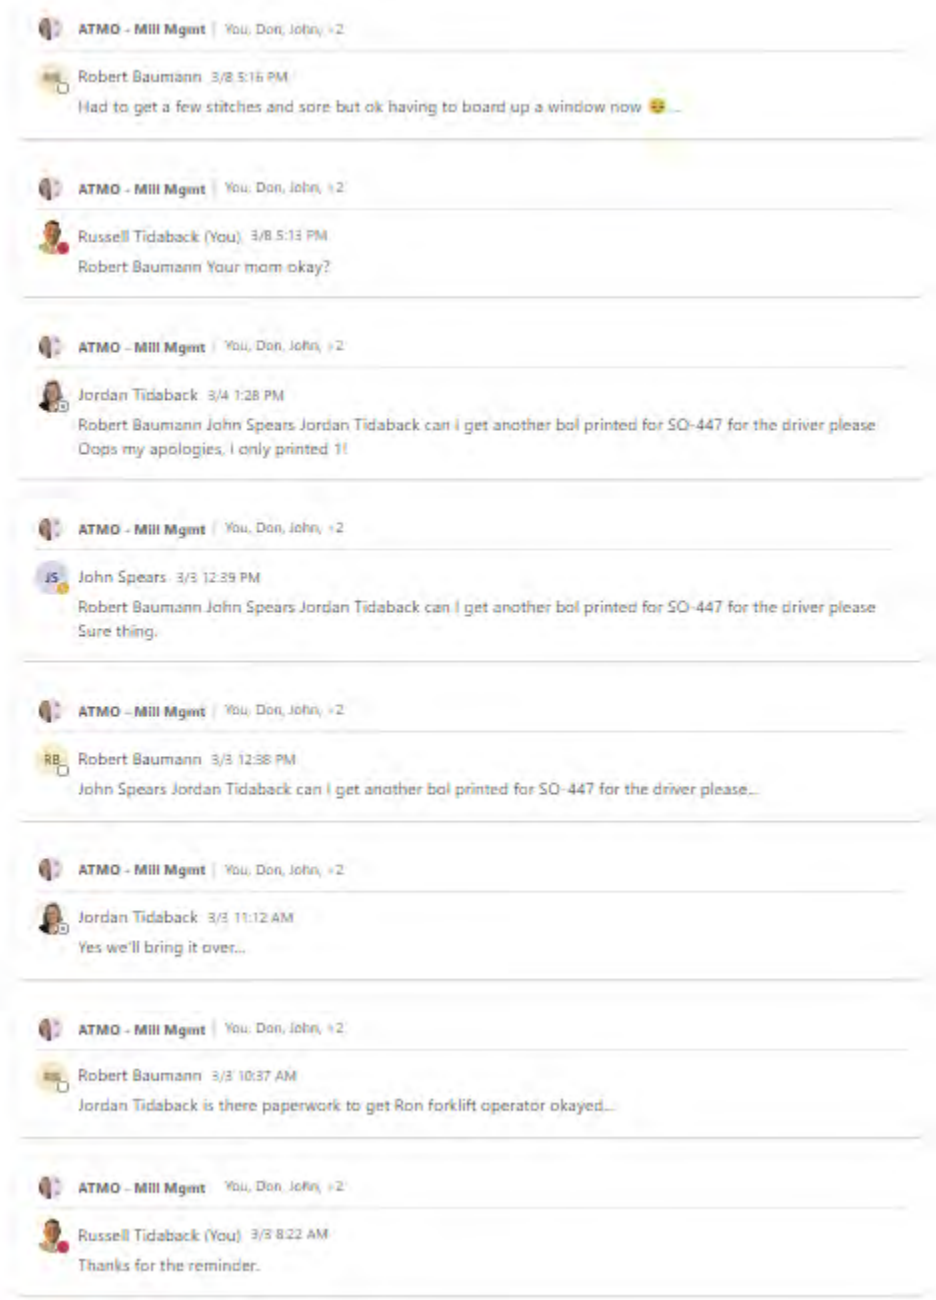 ATMO - Mill Mgmt | You, Don, John, +2
Robert Baumann 3/8 5:16 PM
Had to get a few stitches and sore but ok having to board up a window now 😖...
ATMO - Mill Mgmt | You, Don, John, +2
Russell Tidaback (You) 3/8 5:13 PM
Robert Baumann Your mom okay?
ATMO - Mill Mgmt | You, Don, John, +2
Jordan Tidaback 3/4 1:28 PM
Robert Baumann John Spears Jordan Tidaback can i get another bol printed for SO-447 for the driver please
Oops my apologies, I only printed 1!
ATMO - Mill Mgmt | You, Don, John, +2
JS John Spears 3/3 12:39 PM
Robert Baumann John Spears Jordan Tidaback can I get another bol printed for SO-447 for the driver please
Sure thing.
ATMO - Mill Mgmt | You, Don, John, +2
RB Robert Baumann 3/3 12:38 PM
John Spears Jordan Tidaback can I get another bol printed for SO-447 for the driver please...
ATMO - Mill Mgmt | You, Don, John, +2
Jordan Tidaback 3/3 11:12 AM
Yes we'll bring it over...
ATMO - Mill Mgmt | You, Don, John, +2
Robert Baumann 3/3 10:37 AM
Jordan Tidaback is there paperwork to get Ron forklift operator okayed...
ATMO - Mill Mgmt You, Don, John, +2
Russell Tidaback (You) 3/3 8:22 AM
Thanks for the reminder.